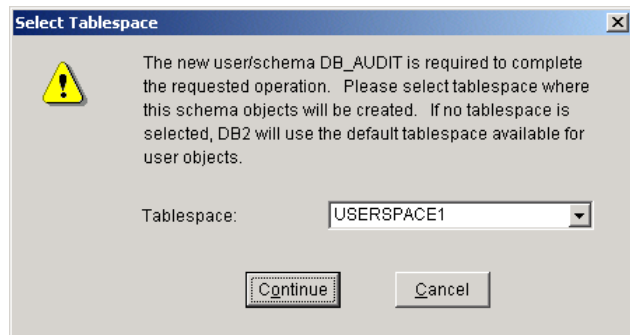 Select Tablespace
The new user/schema DB_AUDIT is required to complete
the requested operation. Please select tablespace where
this schema objects will be created. If no tablespace is
selected, DB2 will use the default tablespace available for
user objects.
Tablespace: USERSPACE1
Continue Cancel